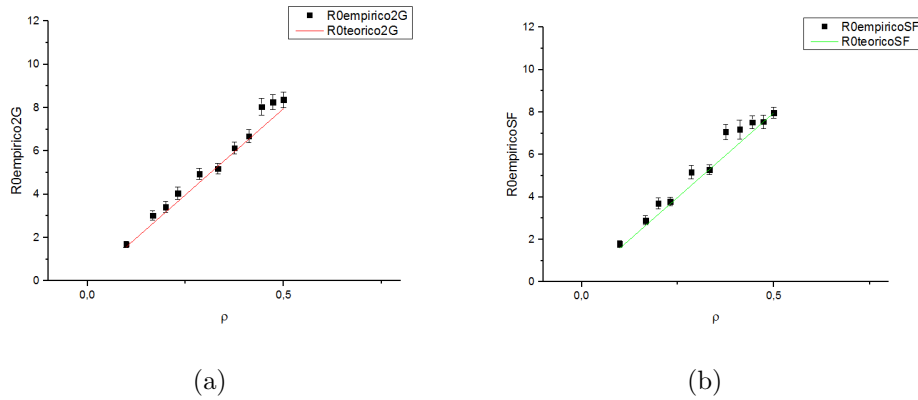 R0empirico2G
R0teorico2G
12
10
8
6
4
2
0
R0empirico2G
0,0
0,5
ρ
(a)
R0empiricoSF
R0teoricoSF
12
10
8
6
4
2
0
R0empiricoSF
0,0
0,5
ρ
(b)